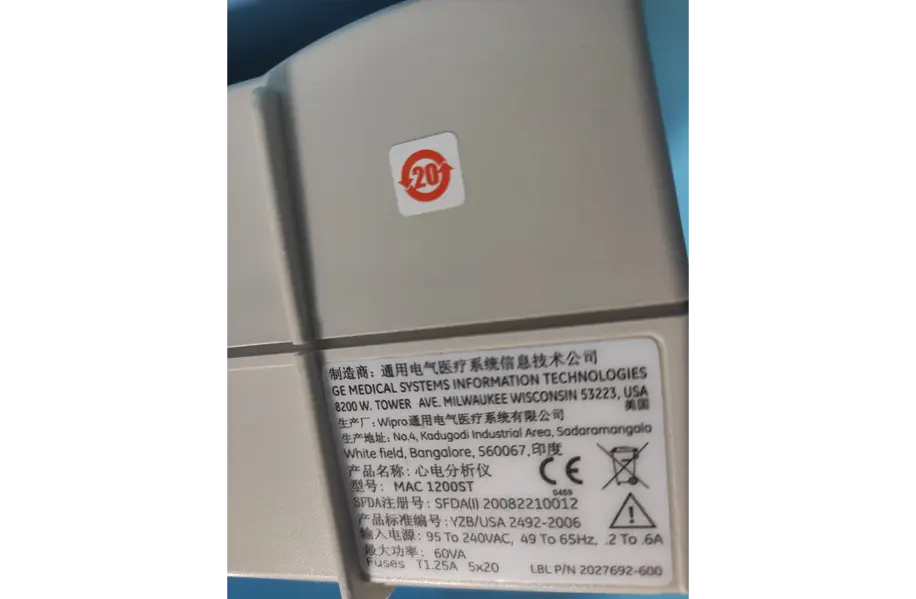 20
制造商: 通用电气医疗系统信息技术公司
GE MEDICAL SYSTEMS INFORMATION TECHNOLOGIES
8200 W. TOWER AVE. MILWAUKEE WISCONSIN 53223, USA
美国
生产厂: Wipro通用电气医疗系统有限公司
生产地址: No.4, Kadugodi Industrial Area, Sadaramangala
White field, Bangalore, 560067,印度
产品名称: 心电分析仪
CE
0459
型号: MAC 1200ST
SFDA注册号: SFDA(I) 20082210012
产品标准编号: YZB/USA 2492-2006
输入电源: 95 To 240VAC, 49 To 65Hz, .2 To .6A
最大功率: 60VA
Fuses T1.25A 5x20
LBL P/N 2027692-600